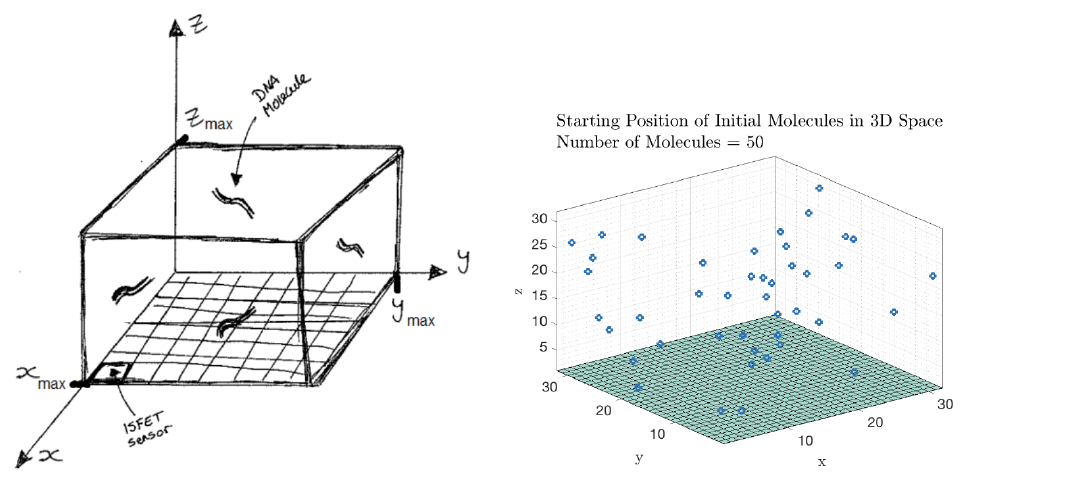 z
DNA
Molecule
z max
y
y max
x max
ISFET
sensor
x
Starting Position of Initial Molecules in 3D Space
Number of Molecules = 50
30
25
20
15
10
5
z
30
20
10
y
10
20
30
x